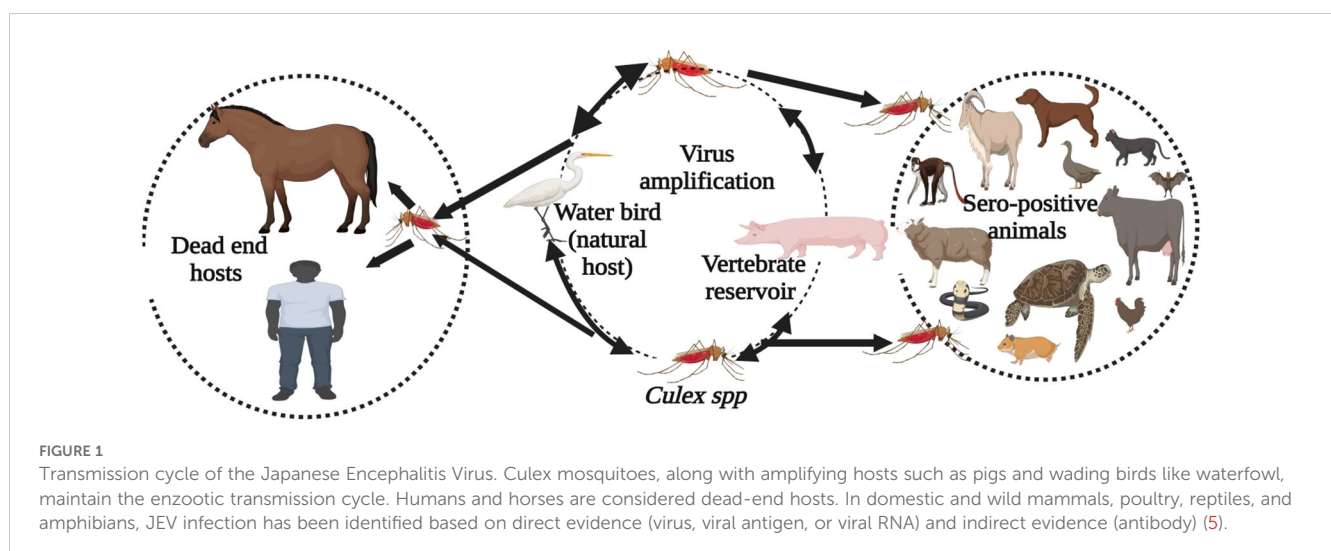 Virus
amplification
Water bird
(natural
host)
Vertebrate
reservoir
Culex spp
Dead end
hosts
Sero-positive
animals
FIGURE 1
Transmission cycle of the Japanese Encephalitis Virus. Culex mosquitoes, along with amplifying hosts such as pigs and wading birds like waterfowl,
maintain the enzootic transmission cycle. Humans and horses are considered dead-end hosts. In domestic and wild mammals, poultry, reptiles, and
amphibians, JEV infection has been identified based on direct evidence (virus, viral antigen, or viral RNA) and indirect evidence (antibody) (5).